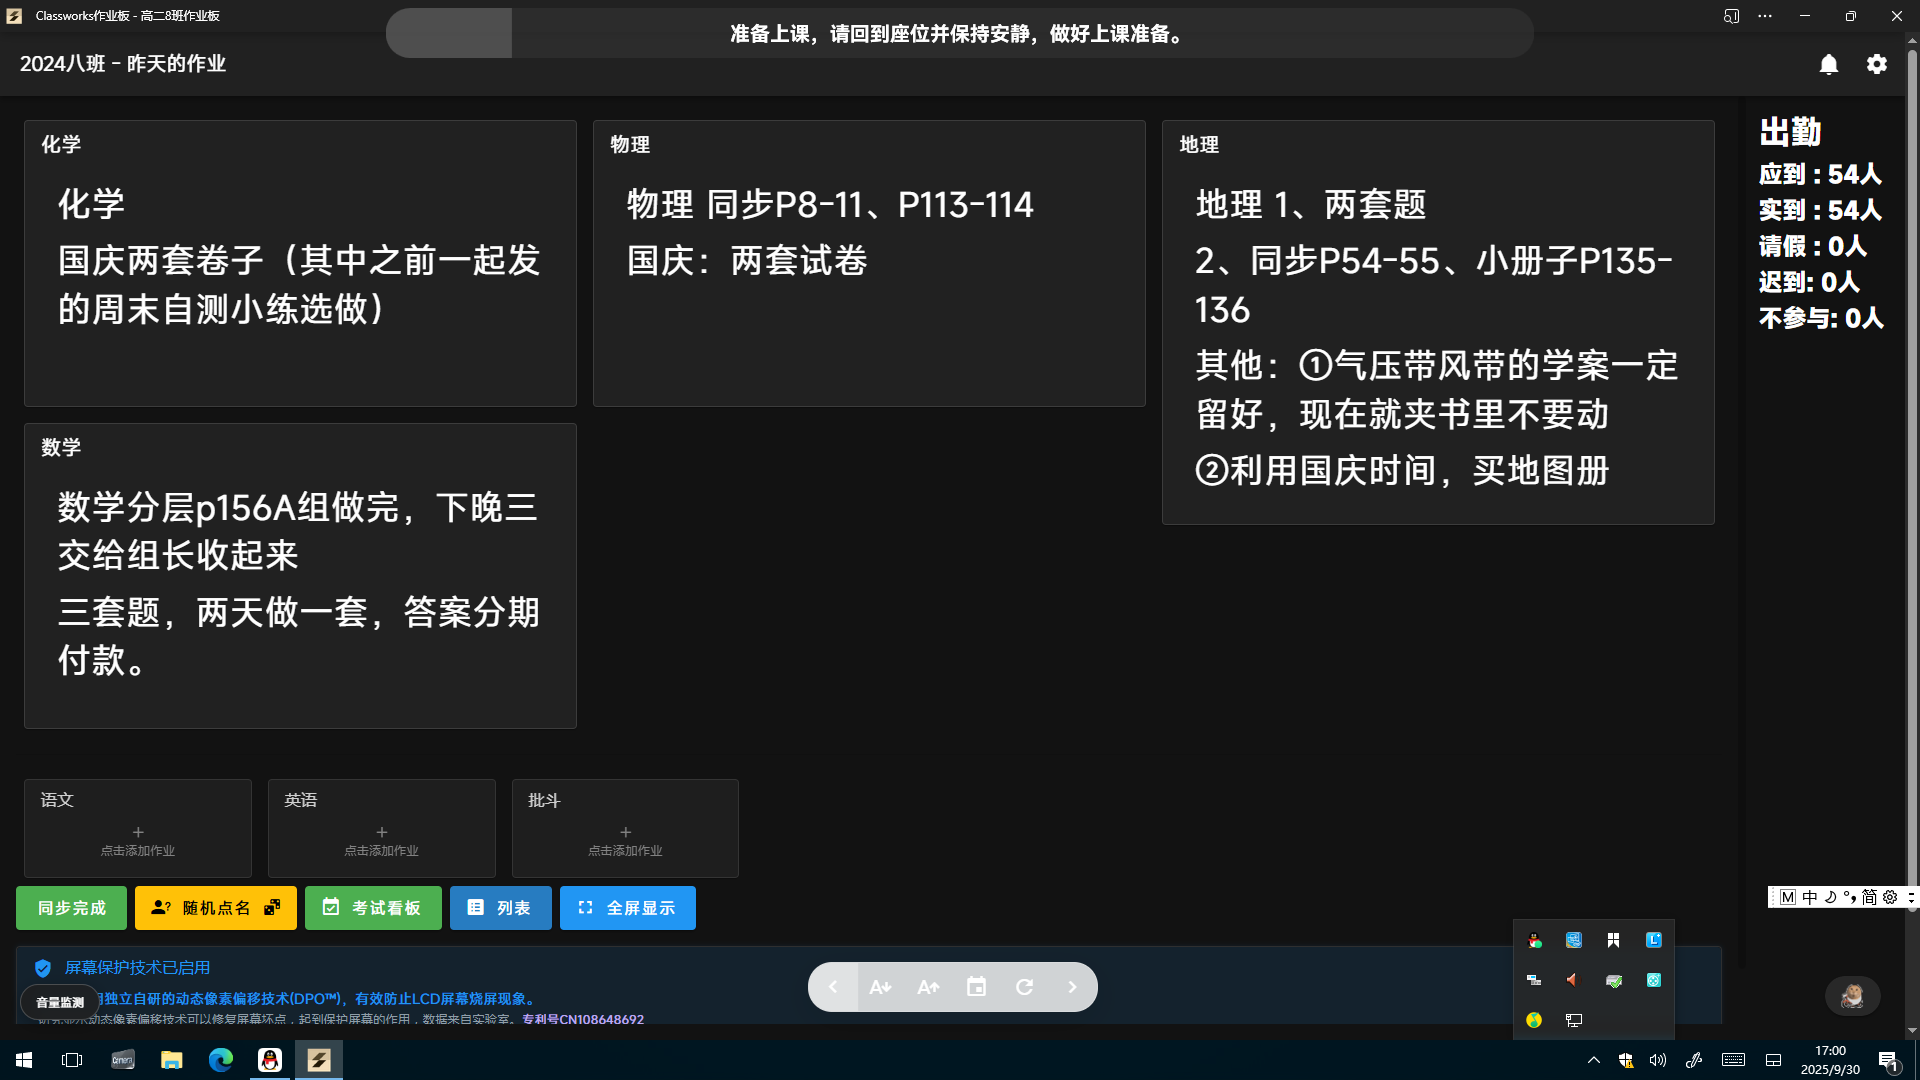 Classworks作业板 - 高二8班作业板
准备上课，请回到座位并保持安静，做好上课准备。
2024八班 - 昨天的作业
化学
化学
国庆两套卷子（其中之前一起发
的周末自测小练选做）
物理
物理 同步P8-11、P113-114
国庆：两套试卷
地理
地理 1、两套题
2、同步P54-55、小册子P135-
136
其他：①气压带风带的学案一定
留好，现在就夹书里不要动
②利用国庆时间，买地图册
数学
数学分层p156A组做完，下晚三
交给组长收起来
三套题，两天做一套，答案分期
付款。
出勤
应到 : 54人
实到 : 54人
请假 : 0人
迟到: 0人
不参与: 0人
语文
点击添加作业
英语
点击添加作业
批斗
点击添加作业
同步完成
随机点名
考试看板
列表
全屏显示
屏幕保护技术已启用
用独立自研的动态像素偏移技术(DPO™)，有效防止LCD屏幕烧屏现象。
动态像素偏移技术可以修复屏幕坏点，起到保护屏幕的作用，数据来自实验室。专利号CN108648692
音量监测
M 中 简
17:00
2025/9/30
1